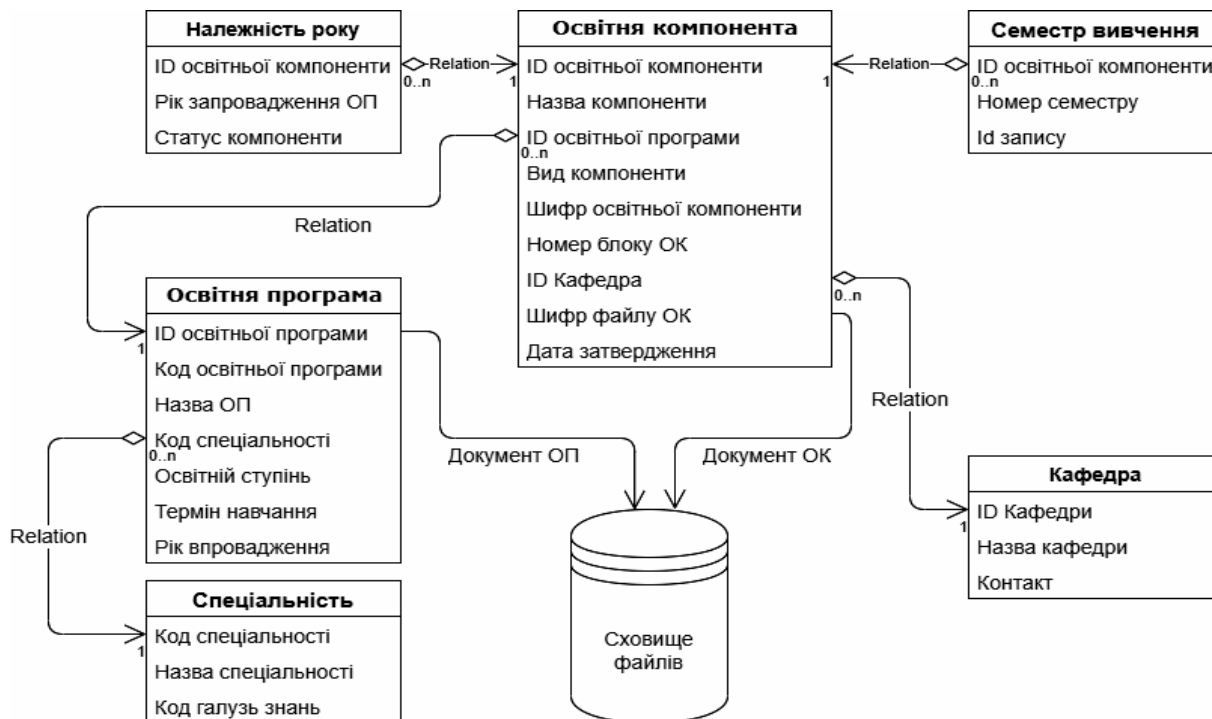 Належність року
ID освітньої компоненти
Рік запровадження ОП
Статус компоненти
0..n
Relation
1
Освітня компонента
ID освітньої компоненти
Назва компоненти
ID освітньої програми
0..n
Вид компоненти
Шифр освітньої компоненти
Номер блоку ОК
ID Кафедра
Шифр файлу ОК
Дата затвердження
1
Relation
Семестр вивчення
ID освітньої компоненти
0..n
Номер семестру
Id запису
Relation
Освітня програма
ID освітньої програми
1
Код освітньої програми
Назва ОП
Код спеціальності
0..n
Освітній ступінь
Термін навчання
Рік впровадження
Relation
Спеціальність
Код спеціальності
1
Назва спеціальності
Код галузь знань
Документ ОП
Документ ОК
Сховище
файлів
0..n
Relation
Кафедра
ID Кафедри
1
Назва кафедри
Контакт